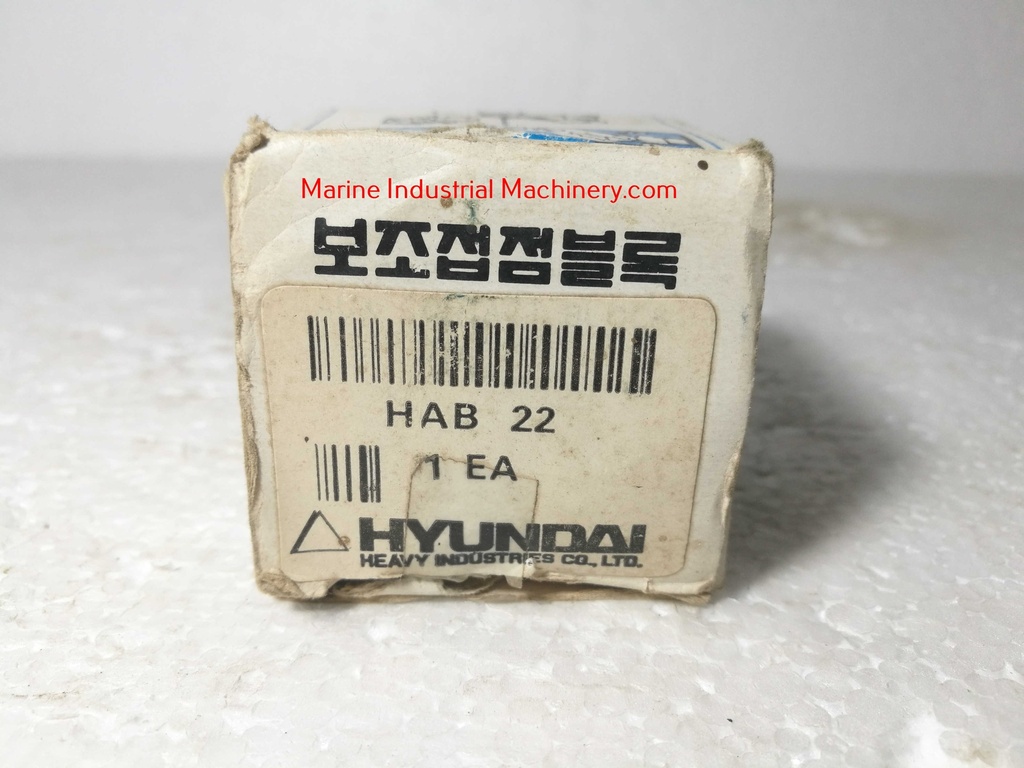 Marine Industrial Machinery.com
보조접점블록
HAB 22
1 EA
HYUNDAI
HEAVY INDUSTRIES CO., LTD.